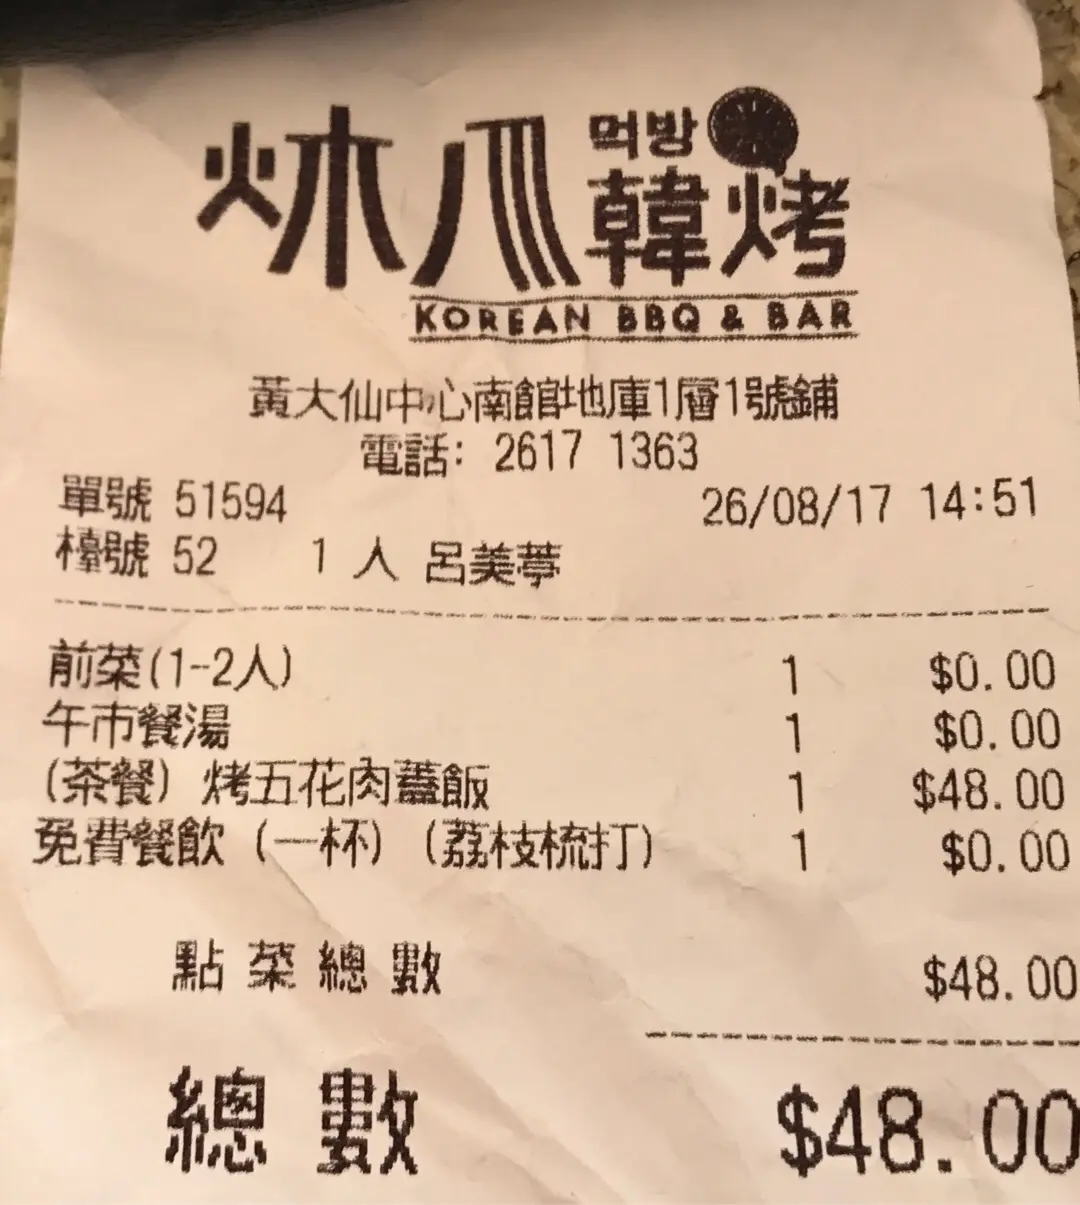 炑八韓烤
먹방
KOREAN BBQ & BAR
黃大仙中心南館地庫1層1號鋪
電話: 2617 1363
單號 51594 26/08/17 14:51
檯號 52 1 人 呂美葶
前菜(1-2人) 1 $0.00
午市餐湯 1 $0.00
(茶餐) 烤五花肉蓋飯 1 $48.00
免費餐飲 (一杯) (荔枝梳打) 1 $0.00
點菜總數 $48.00
總數 $48.00